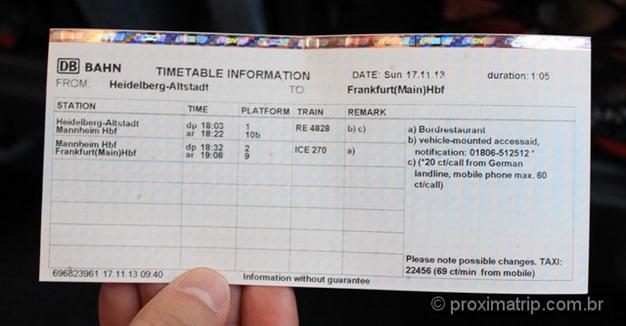 DB BAHN TIMETABLE INFORMATION DATE: Sun 17.11.13 duration: 1:05
FROM: Heidelberg-Altstadt TO Frankfurt(Main)Hbf
STATION TIME PLATFORM TRAIN REMARK
Heidelberg-Altstadt dp 18:03 1 RE 4828 b) c)
Mannheim Hbf ar 18:22 10b
Mannheim Hbf dp 18:32 2 ICE 270 a)
Frankfurt(Main)Hbf ar 19:08 9
a) Bordrestaurant
b) vehicle-mounted accessaid,
notification: 01806-512512 *
c) (*20 ct/call from German
landline, mobile phone max. 60
ct/call)
Please note possible changes. TAXI:
22456 (69 ct/min from mobile)
696823961 17.11.13 09:40 Information without guarantee
© proximatrip.com.br